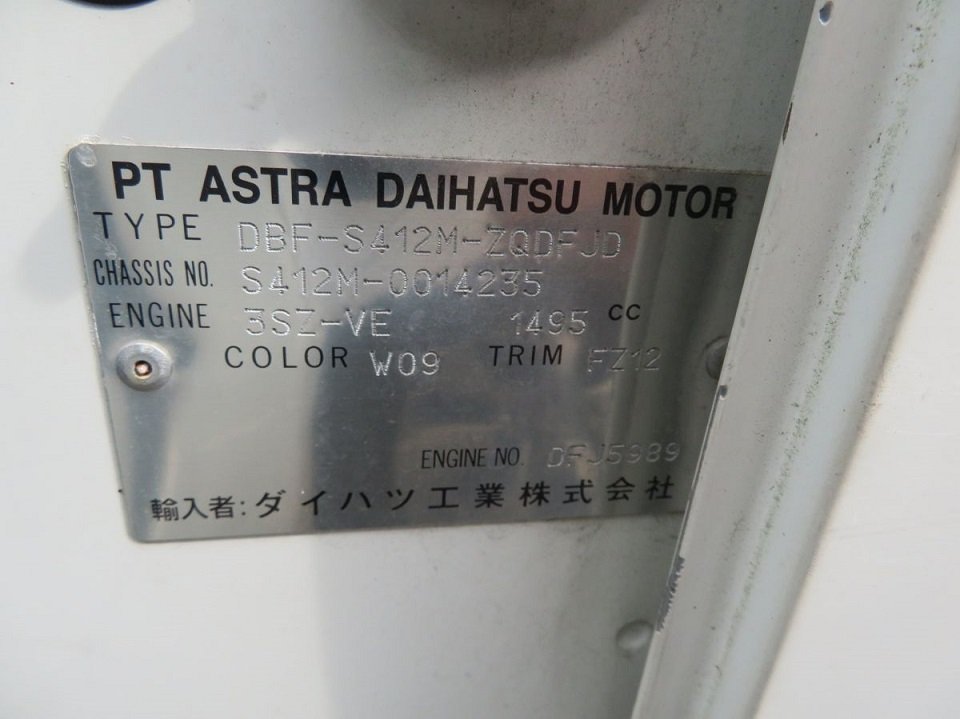 PT ASTRA DAIHATSU MOTOR
TYPE DBF-S412M-ZQDFJD
CHASSIS NO. S412M-0014235
ENGINE 3SZ-VE 1495 CC
COLOR W09 TRIM FZ12
ENGINE NO. DFJ5989
輸入者:ダイハツ工業株式会社